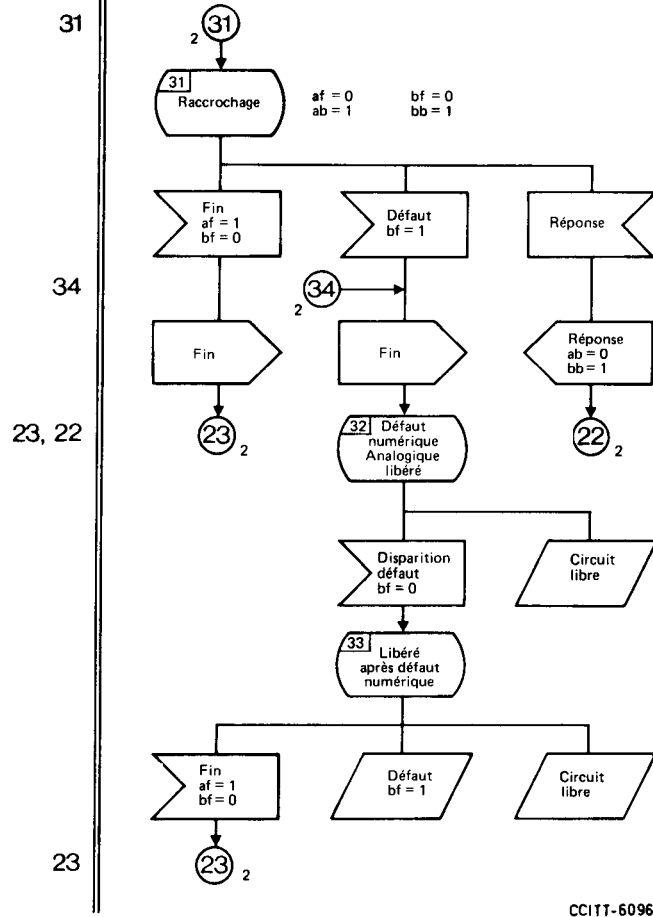 31
31
2
31
Raccrochage
af = 0 bf = 0
ab = 1 bb = 1
Fin
af = 1
bf = 0
Défaut
bf = 1
Réponse
34
34
2
Fin
Fin
Réponse
ab = 0
bb = 1
23, 22
23
2
32
Défaut
numérique
Analogique
libéré
22
2
Disparition
défaut
bf = 0
Circuit
libre
33
Libéré
après défaut
numérique
Fin
af = 1
bf = 0
Défaut
bf = 1
Circuit
libre
23
23
2
CCITT-6096